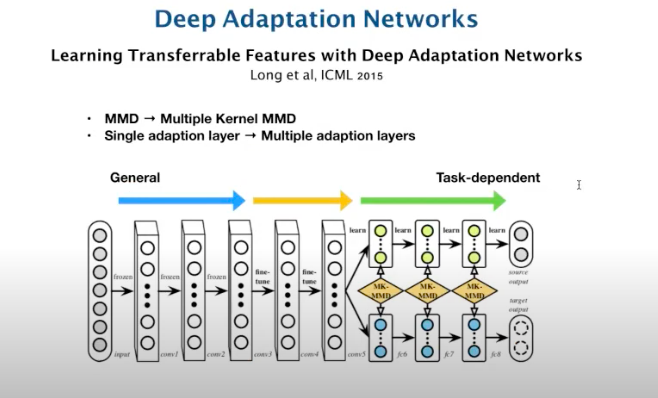 Deep Adaptation Networks
Learning Transferrable Features with Deep Adaptation Networks
Long et al, ICML 2015
• MMD → Multiple Kernel MMD
• Single adaption layer → Multiple adaption layers
General
Task-dependent
learn learn learn learn
frozen frozen frozen fine-tune fine-tune
MK-MMD MK-MMD MK-MMD
source output
target output
input conv1 conv2 conv3 conv4 conv5 fc6 fc7 fc8